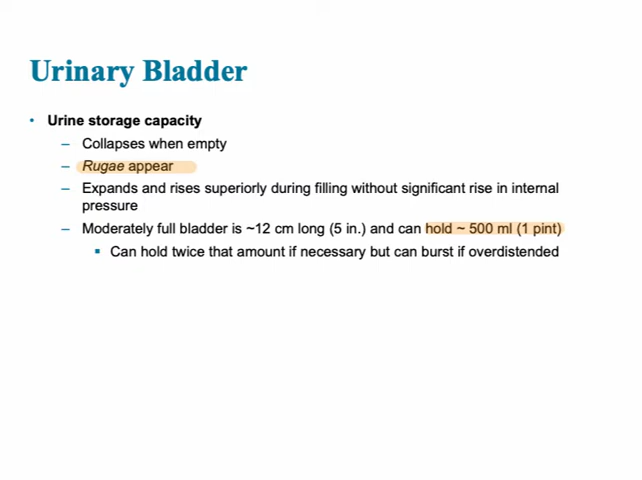 Urinary Bladder
• Urine storage capacity
– Collapses when empty
– Rugae appear
– Expands and rises superiorly during filling without significant rise in internal
pressure
– Moderately full bladder is ~12 cm long (5 in.) and can hold ~ 500 ml (1 pint)
▪ Can hold twice that amount if necessary but can burst if overdistended